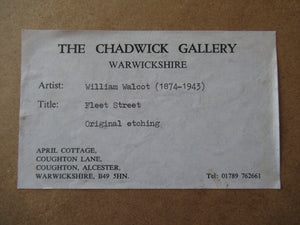 THE CHADWICK GALLERY
WARWICKSHIRE
Artist: William Walcot (1874-1943)
Title: Fleet Street
Original etching
APRIL COTTAGE,
COUGHTON LANE,
COUGHTON, ALCESTER,
WARWICKSHIRE, B49 5HN. Tel: 01789 762661